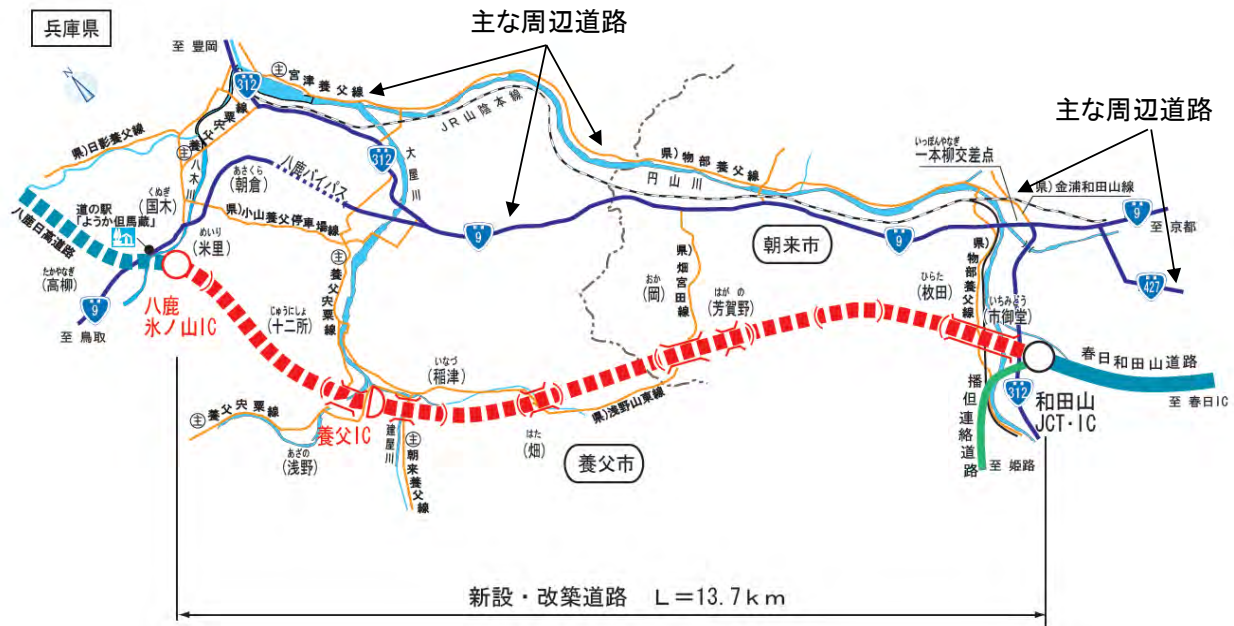 兵庫県
N
至 豊岡
主な周辺道路
主な周辺道路
312
主 宮津養父線
JR山陰本線
県)日影養父線
主 養父宍粟線
八木川
312
大屋川
あさくら
(朝倉)
八鹿バイパス
県)物部養父線
円山川
いっぽんやなぎ
一本柳交差点
県)金浦和田山線
9
至 京都
427
くぬぎ
(国木)
道の駅
「ようか但馬蔵」
八鹿日高道路
めいり
(米里)
県)小山養父停車場線
たかやなぎ
(高柳)
9
至 鳥取
八鹿
氷ノ山IC
9
朝来市
9
主 養父宍粟線
じゅうにしょ
(十二所)
おか
(岡)
県)畑宮田線
はがの
(芳賀野)
ひらた
(枚田)
県)物部養父線
いちみどう
(市御堂)
春日和田山道路
至 春日IC
312
和田山
JCT・IC
播但連絡道路
至 姫路
いなづ
(稲津)
県)浅野山東線
主 養父宍粟線
養父IC
あさの
(浅野)
建屋川
主 朝来養父線
はた
(畑)
養父市
新設・改築道路 L=13.7km